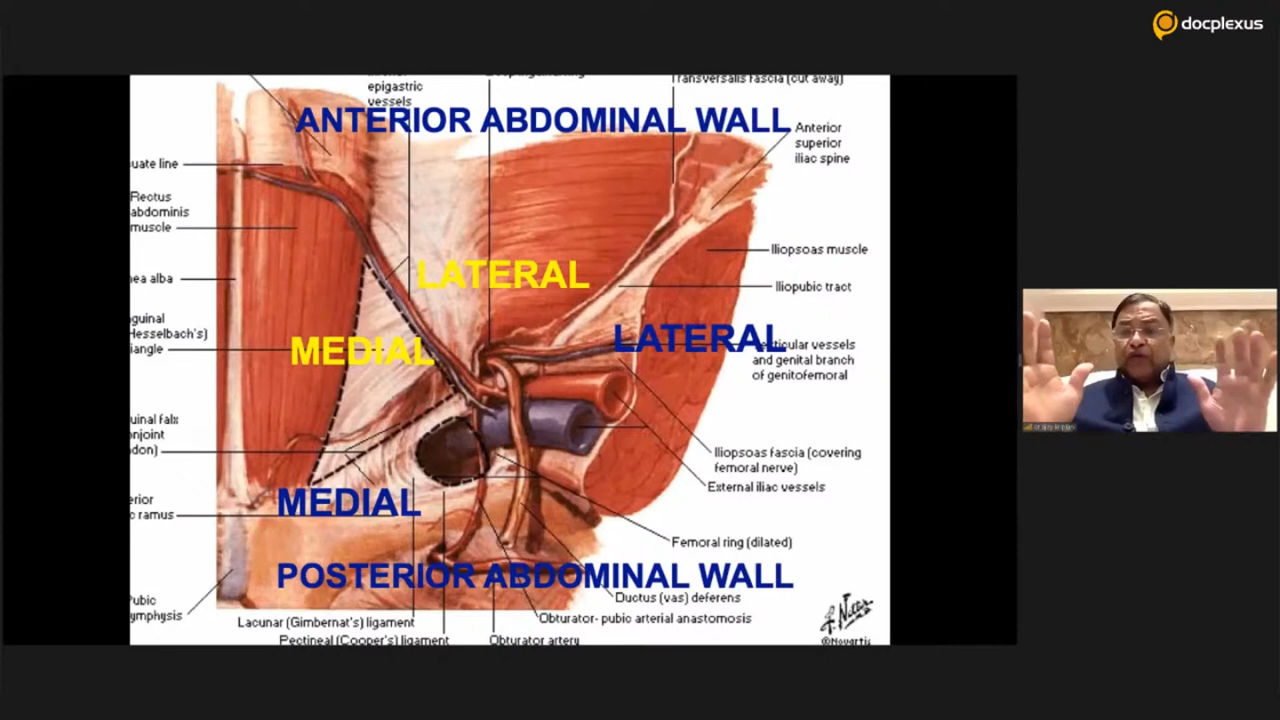 docplexus
epigastric
vessels
Transversalis fascia (cut away)
ANTERIOR ABDOMINAL WALL
Anterior
superior
iliac spine
uate line
Rectus
abdominis
muscle
Iliopsoas muscle
LATERAL
nea alba
Iliopubic tract
guinal
Hesselbach's)
iangle
MEDIAL
LATERAL
icular vessels
and genital branch
of genitofemoral
uinal falx
onjoint
don)
Iliopsoas fascia (covering
femoral nerve)
External iliac vessels
MEDIAL
erior
c ramus
Femoral ring (dilated)
POSTERIOR ABDOMINAL WALL
Ductus (vas) deferens
Pubic
ymphysis
Lacunar (Gimbernat's) ligament
Obturator- pubic arterial anastomosis
Pectineal (Cooper's) ligament
Obturator artery
©Novartis